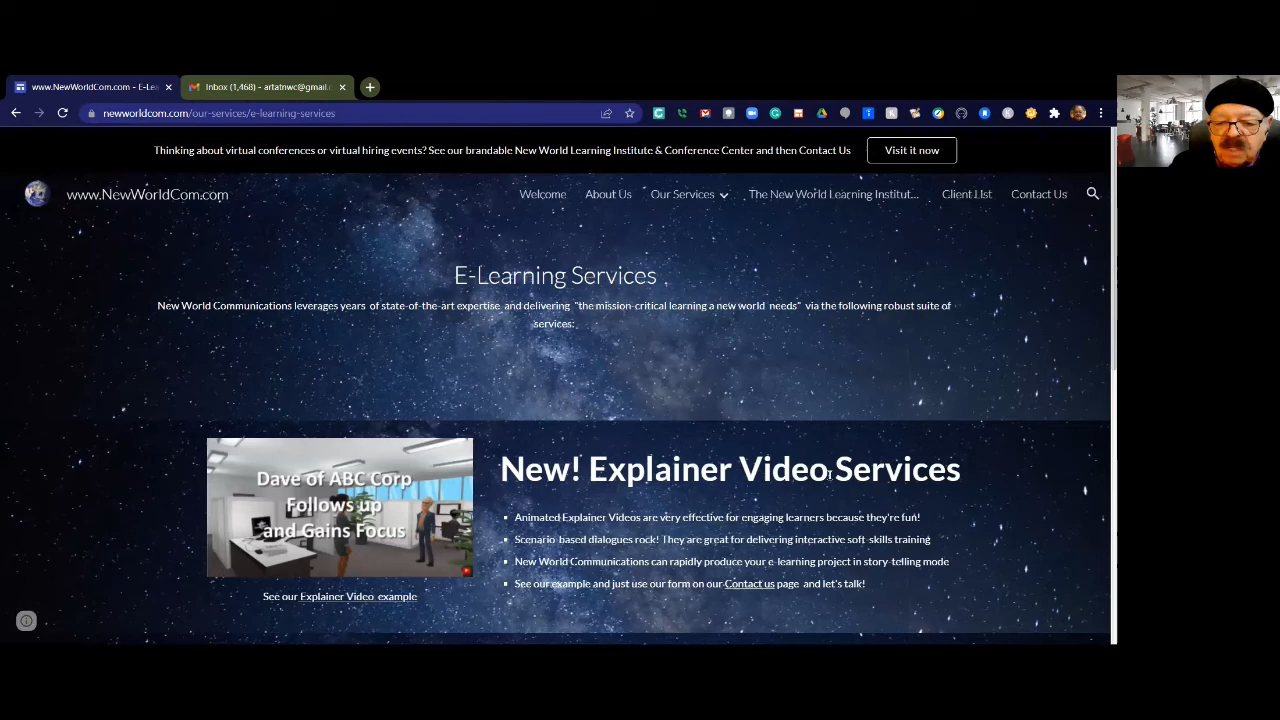 www.NewWorldCom.com - E-Lea
Inbox (1,468) - artatnwc@gmail.c
newworldcom.com/our-services/e-learning-services
Thinking about virtual conferences or virtual hiring events? See our brandable New World Learning Institute & Conference Center and then Contact Us
Visit it now
www.NewWorldCom.com
Welcome
About Us
Our Services
The New World Learning Institut...
Client LIst
Contact Us
E-Learning Services
New World Communications leverages years of state-of-the-art expertise and delivering "the mission-critical learning a new world needs" via the following robust suite of
services:
Dave of ABC Corp
Follows up
and Gains Focus
See our Explainer Video example
New! Explainer Video Services
Animated Explainer Videos are very effective for engaging learners because they're fun!
Scenario-based dialogues rock! They are great for delivering interactive soft-skills training
New World Communications can rapidly produce your e-learning project in story-telling mode
See our example and just use our form on our Contact us page and let's talk!